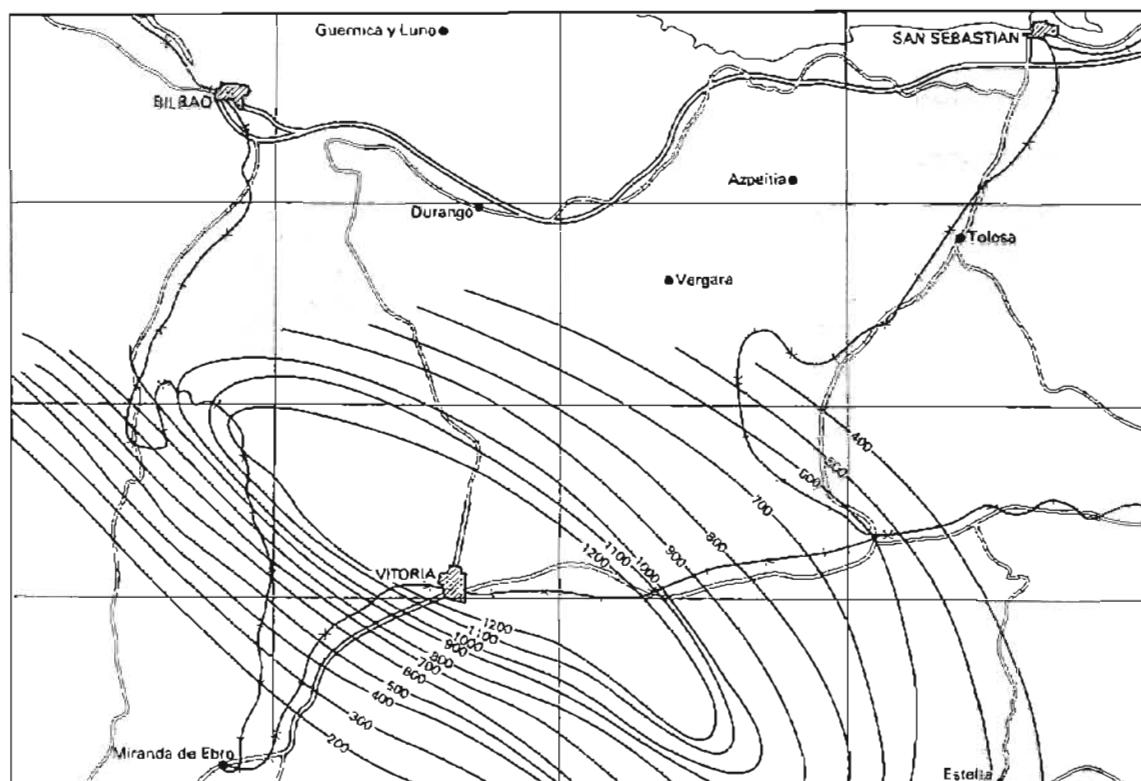 Guernica y Luno
SAN SEBASTIAN
BILBAO
Azpeitia
Durango
Tolosa
Vergara
400
500
600
700
800
900
1000
1100
1200
VITORIA
1200
1100
1000
900
800
700
600
500
400
300
200
Miranda de Ebro
Estella